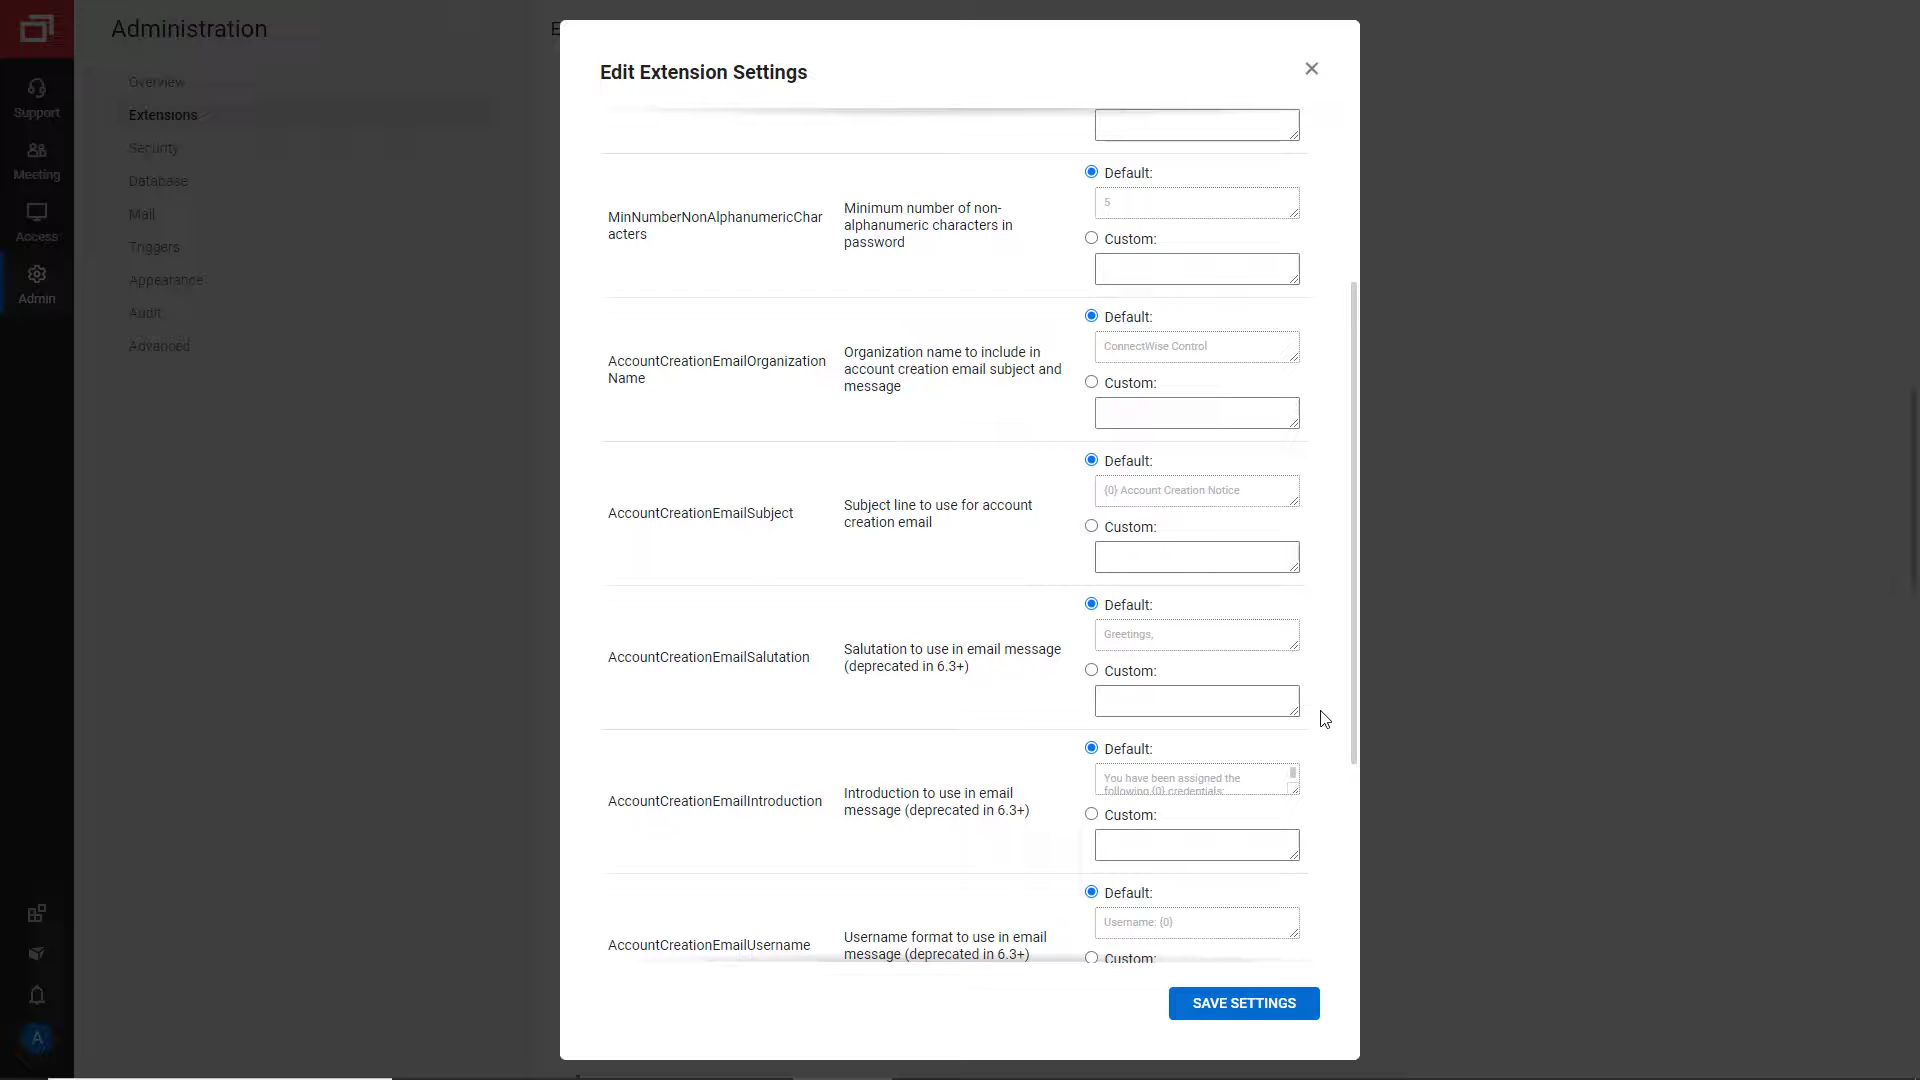 Administration
E
Edit Extension Settings
Support
Meeting
Access
Admin
A
Overview
Extensions
Security
Database
Mail
Triggers
Appearance
Audit
Advanced
MinNumberNonAlphanumericChar
acters
Minimum number of non-
alphanumeric characters in
password
Default:
5
Custom:
AccountCreationEmailOrganization
Name
Organization name to include in
account creation email subject and
message
Default:
ConnectWise Control
Custom:
AccountCreationEmailSubject
Subject line to use for account
creation email
Default:
{0} Account Creation Notice
Custom:
AccountCreationEmailSalutation
Salutation to use in email message
(deprecated in 6.3+)
Default:
Greetings,
Custom:
AccountCreationEmailIntroduction
Introduction to use in email
message (deprecated in 6.3+)
Default:
You have been assigned the
following {0} credentials:
Custom:
AccountCreationEmailUsername
Username format to use in email
message (deprecated in 6.3+)
Default:
Username: {0}
Custom:
SAVE SETTINGS